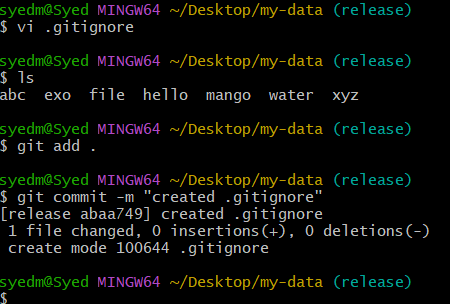 syedm@Syed MINGW64 ~/Desktop/my-data (release)
$ vi .gitignore
syedm@Syed MINGW64 ~/Desktop/my-data (release)
$ ls
abc  exo  file  hello  mango  water  xyz
syedm@Syed MINGW64 ~/Desktop/my-data (release)
$ git add .
syedm@Syed MINGW64 ~/Desktop/my-data (release)
$ git commit -m "created .gitignore"
[release abaa749] created .gitignore
 1 file changed, 0 insertions(+), 0 deletions(-)
 create mode 100644 .gitignore
syedm@Syed MINGW64 ~/Desktop/my-data (release)
$